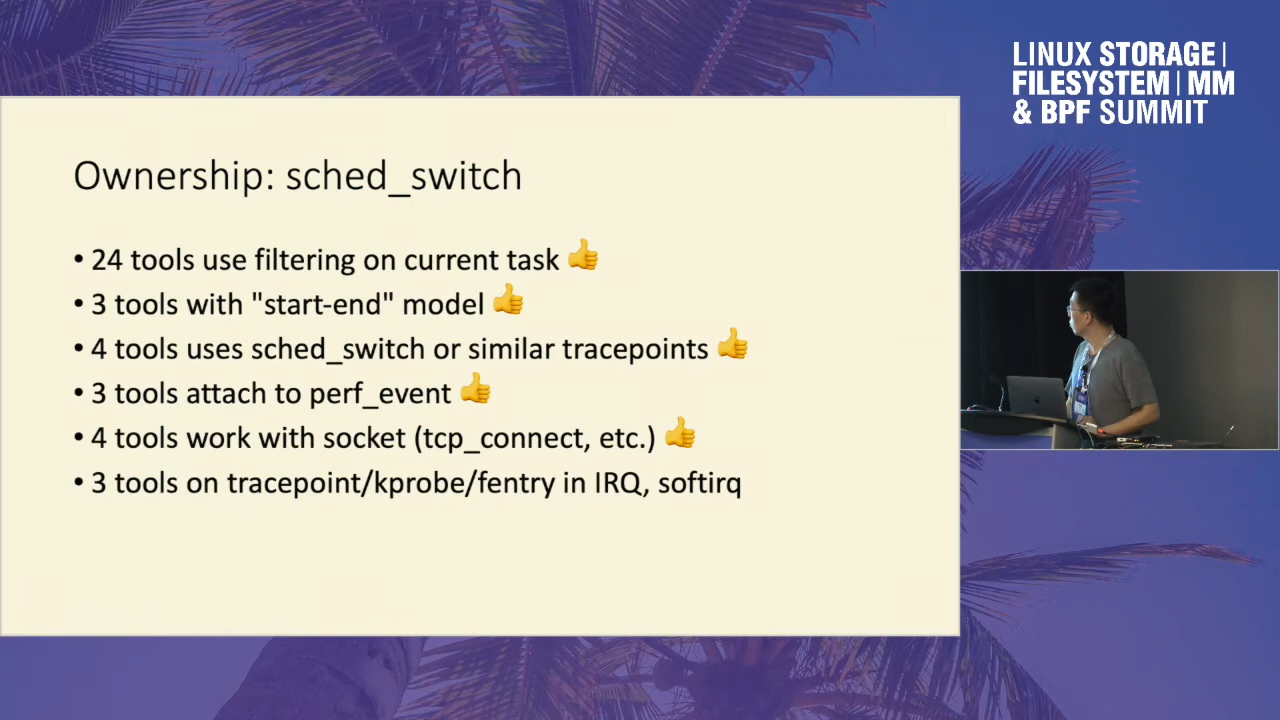 LINUX STORAGE |
FILESYSTEM | MM
& BPF SUMMIT
Ownership: sched_switch
• 24 tools use filtering on current task 👍
• 3 tools with "start-end" model 👍
• 4 tools uses sched_switch or similar tracepoints 👍
• 3 tools attach to perf_event 👍
• 4 tools work with socket (tcp_connect, etc.) 👍
• 3 tools on tracepoint/kprobe/fentry in IRQ, softirq